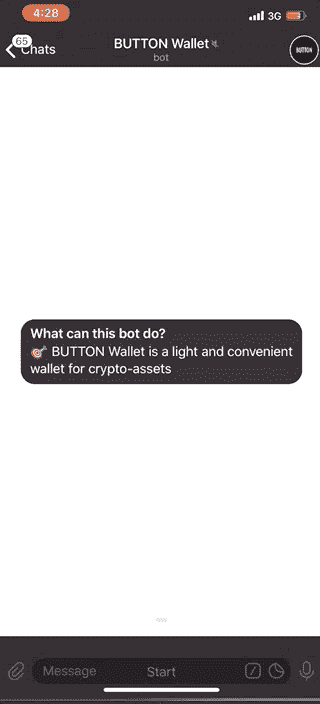 4:28
3G
65
Chats
BUTTON Wallet
bot
BUTTON
What can this bot do?
🎯 BUTTON Wallet is a light and convenient
wallet for crypto-assets
Message
Start